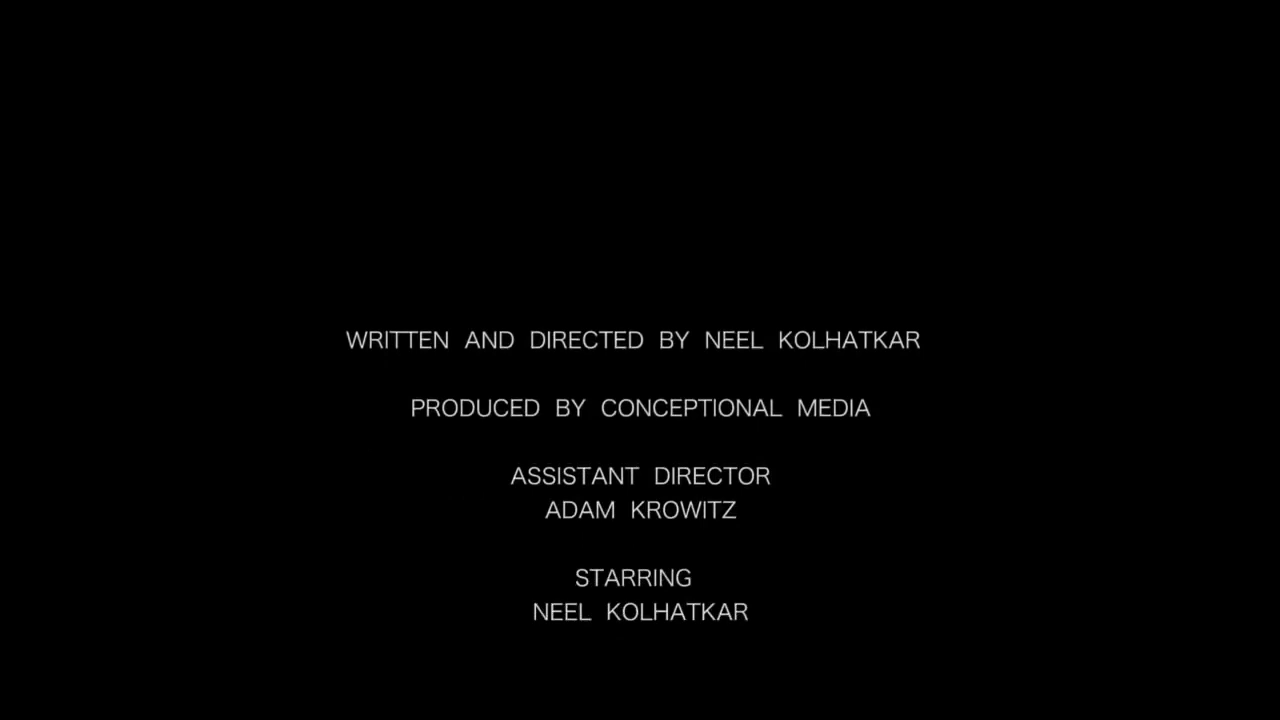 WRITTEN AND DIRECTED BY NEEL KOLHATKAR
PRODUCED BY CONCEPTIONAL MEDIA
ASSISTANT DIRECTOR
ADAM KROWITZ
STARRING
NEEL KOLHATKAR